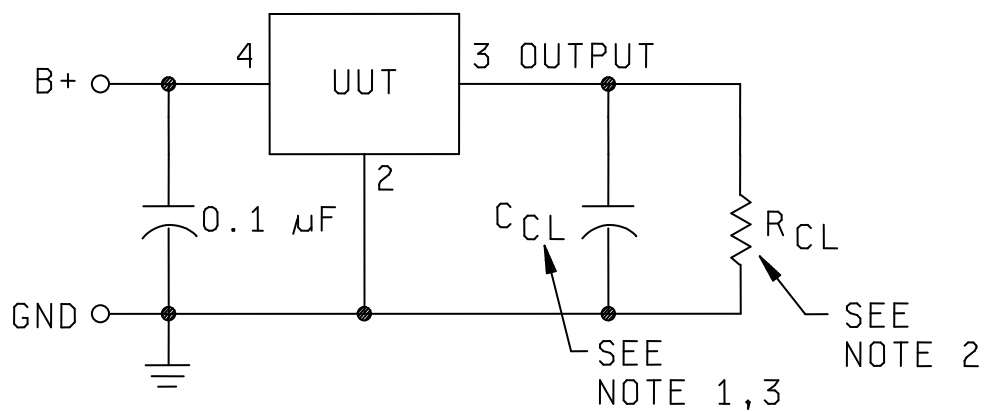 4
3 OUTPUT
B+
UUT
2
0.1 µF
C CL
R CL
GND
SEE
NOTE 2
SEE
NOTE 1,3